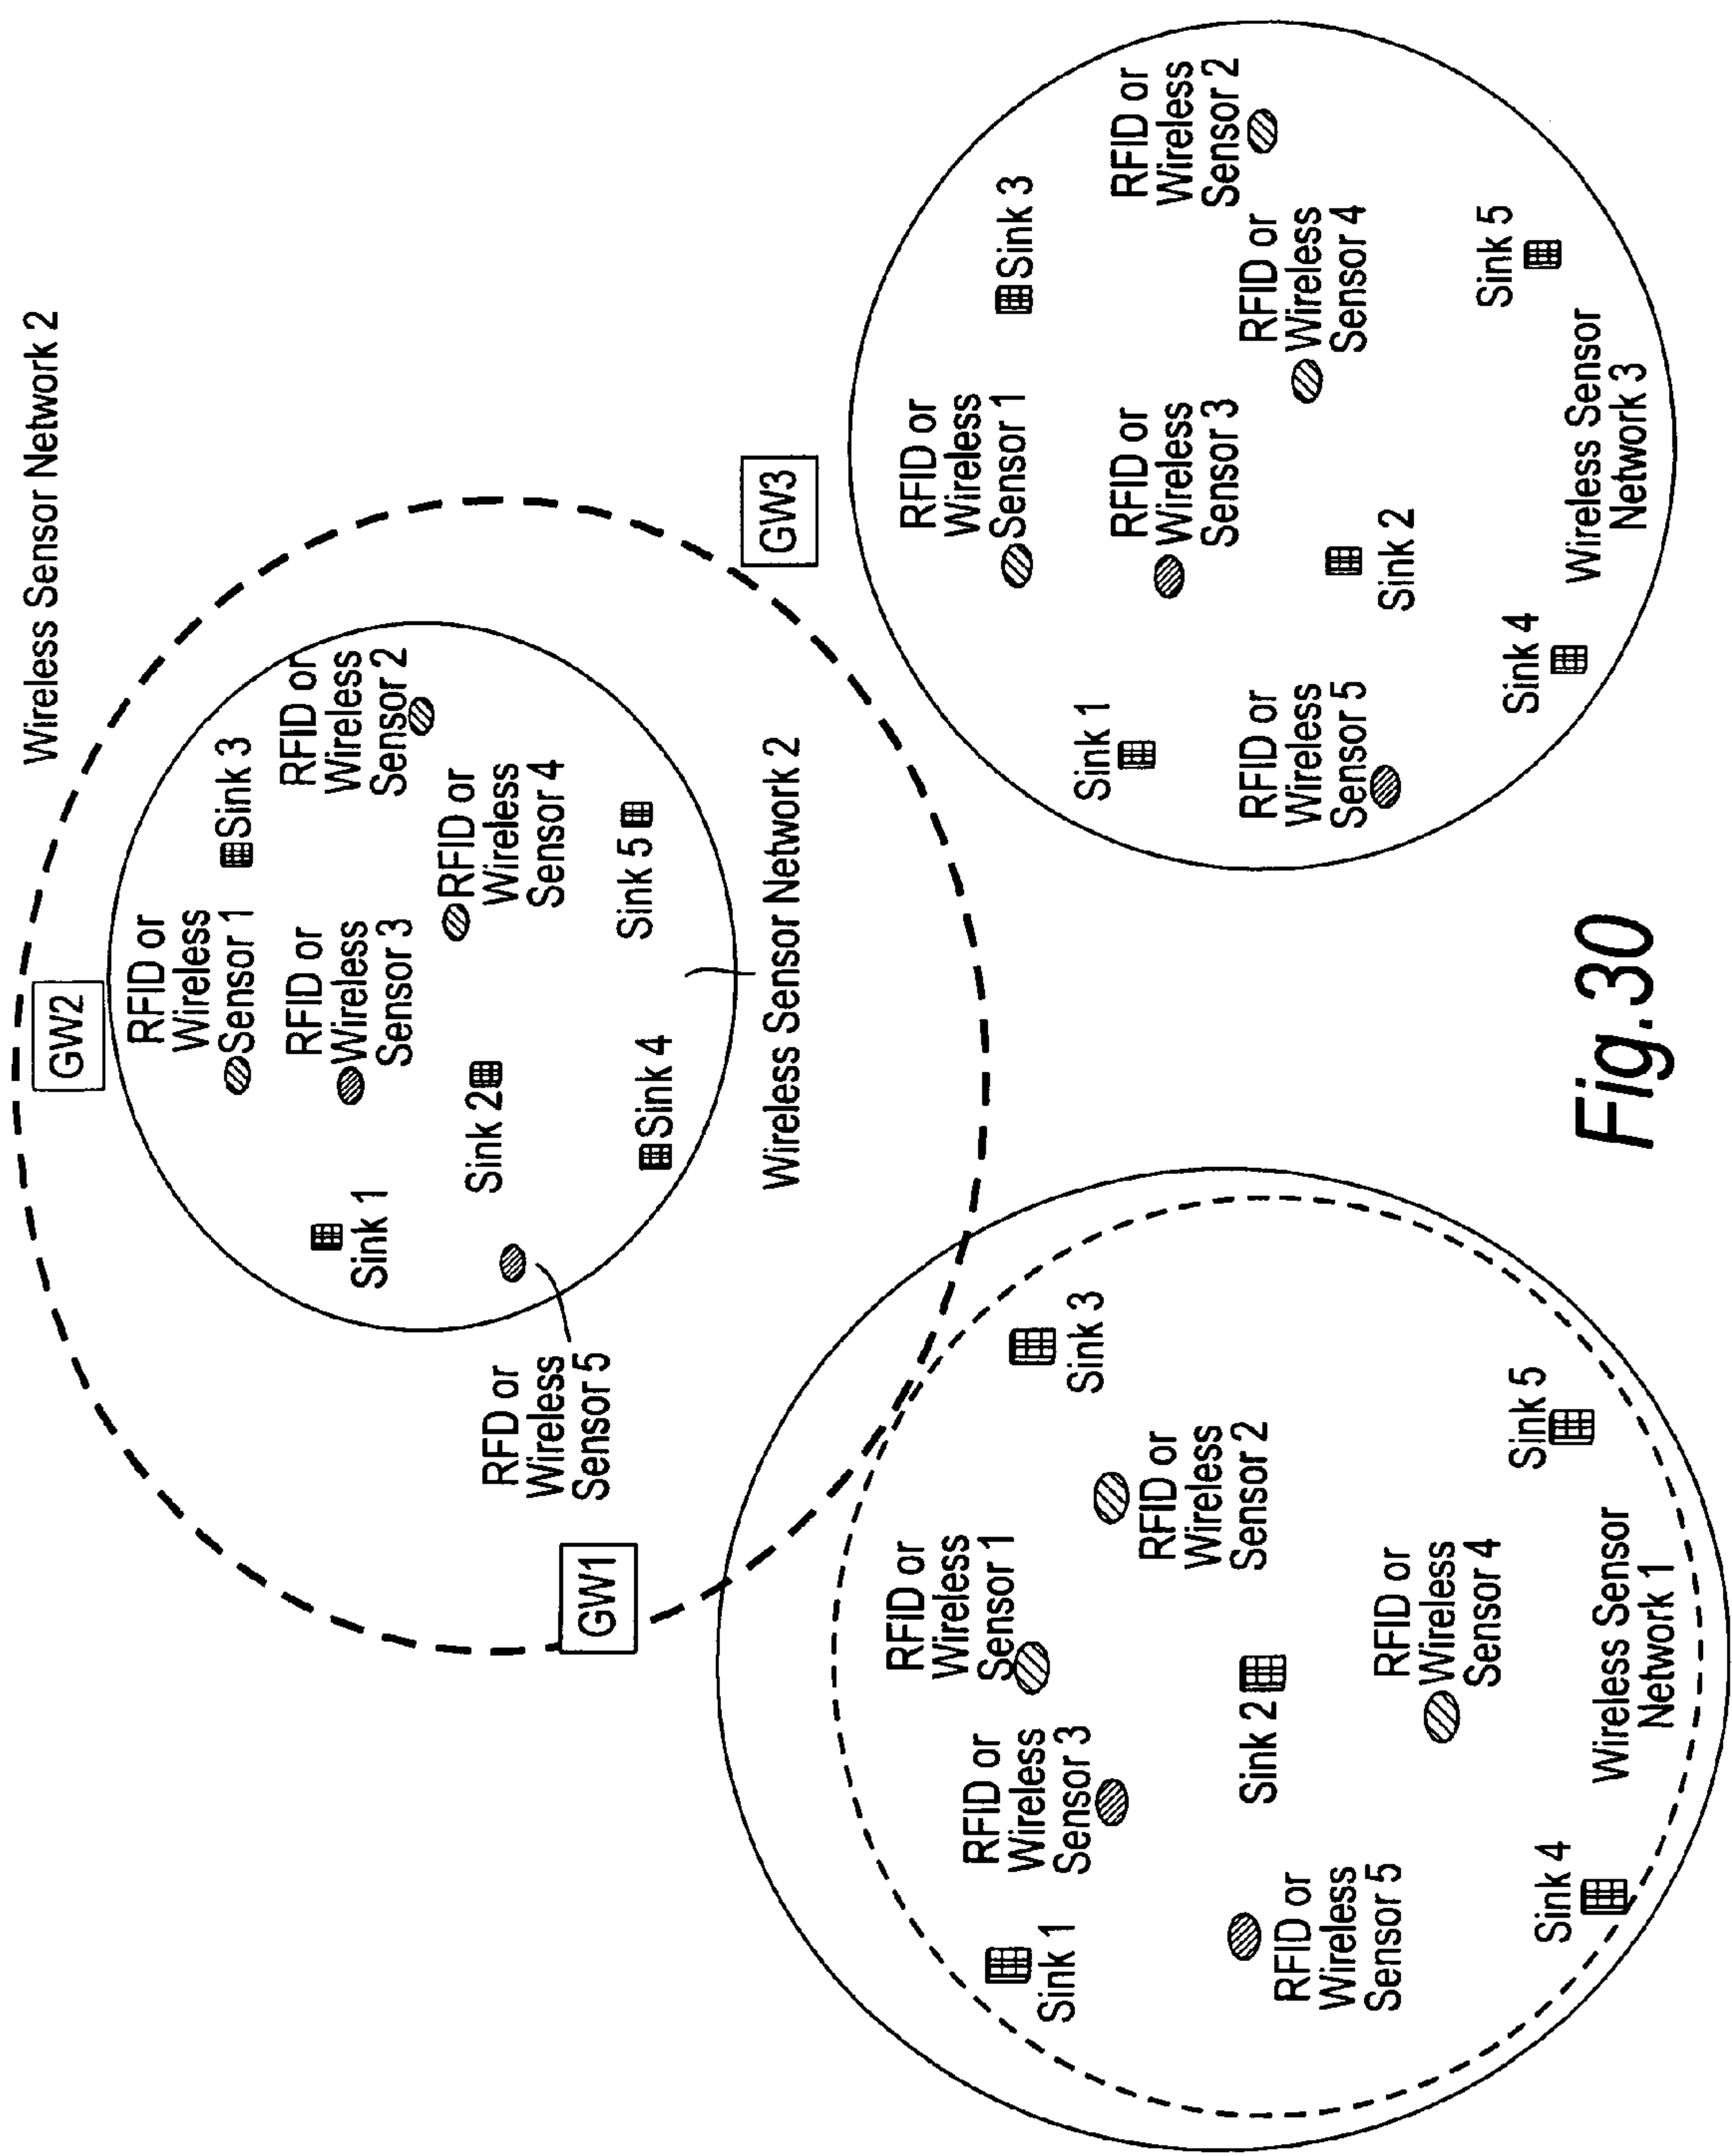 Wireless Sensor Network 2
GW2
RFID or
Wireless
Sensor 1
Sink 3
RFID or
Wireless
Sensor 2
RFID or
Wireless
Sensor 3
Sink 1
RFID or
Wireless
Sensor 4
Sink 2
RFD or
Wireless
Sensor 5
Sink 5
Sink 4
Wireless Sensor Network 2
GW1
GW3
RFID or
Wireless
Sensor 1
RFID or
Wireless
Sensor 3
Sink 1
Sink 3
RFID or
Wireless
Sensor 2
Sink 2
RFID or
Wireless
Sensor 5
RFID or
Wireless
Sensor 4
Sink 4
Sink 5
Wireless Sensor
Network 1
RFID or
Wireless
Sensor 1
Sink 3
RFID or
Wireless
Sensor 2
RFID or
Wireless
Sensor 3
Sink 1
RFID or
Wireless
Sensor 4
RFID or
Wireless
Sensor 5
Sink 2
Sink 5
Sink 4
Wireless Sensor
Network 3
Fig.30